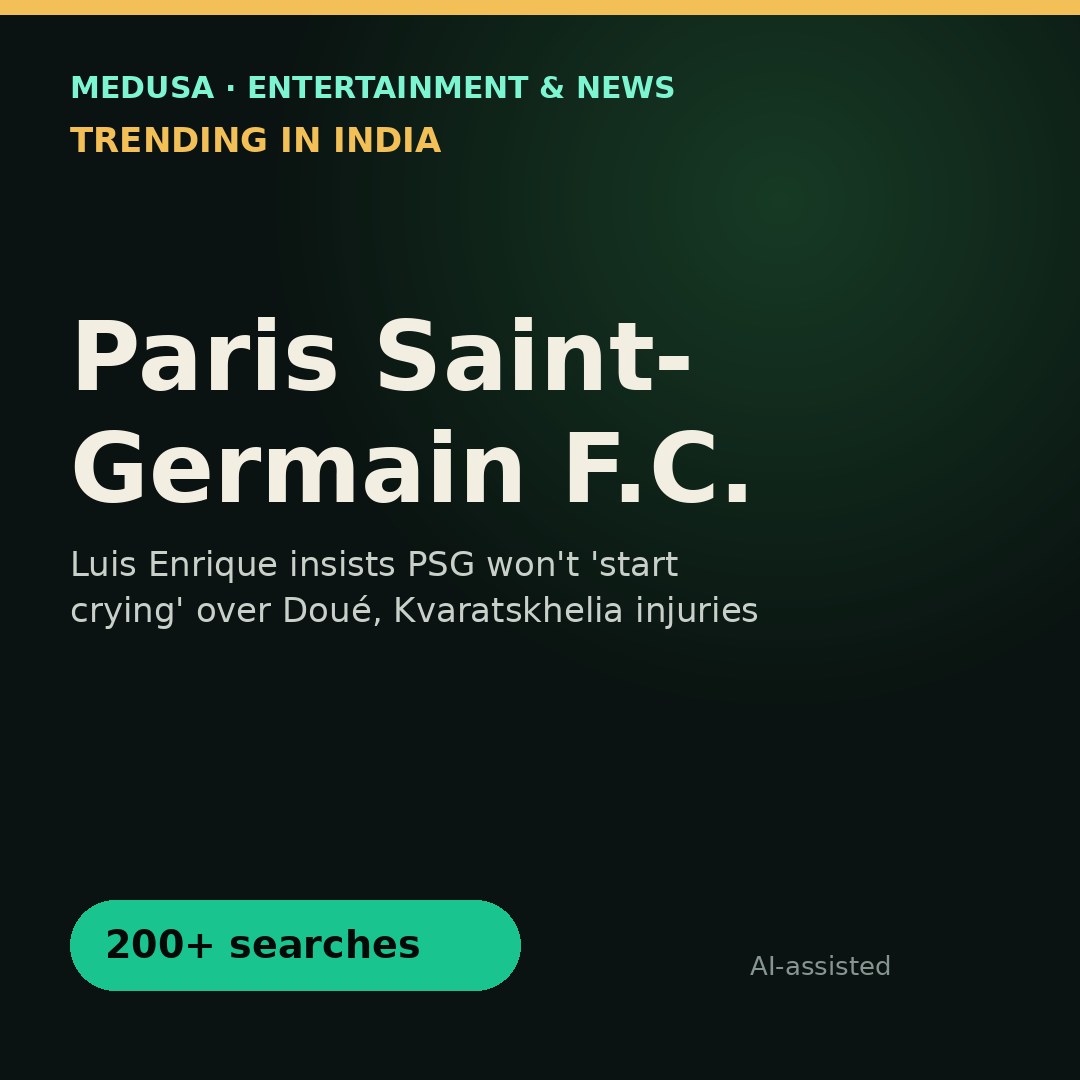 MEDUSA · ENTERTAINMENT & NEWS
TRENDING IN INDIA
Paris Saint-
Germain F.C.
Luis Enrique insists PSG won't 'start
crying' over Doué, Kvaratskhelia injuries
200+ searches
AI-assisted